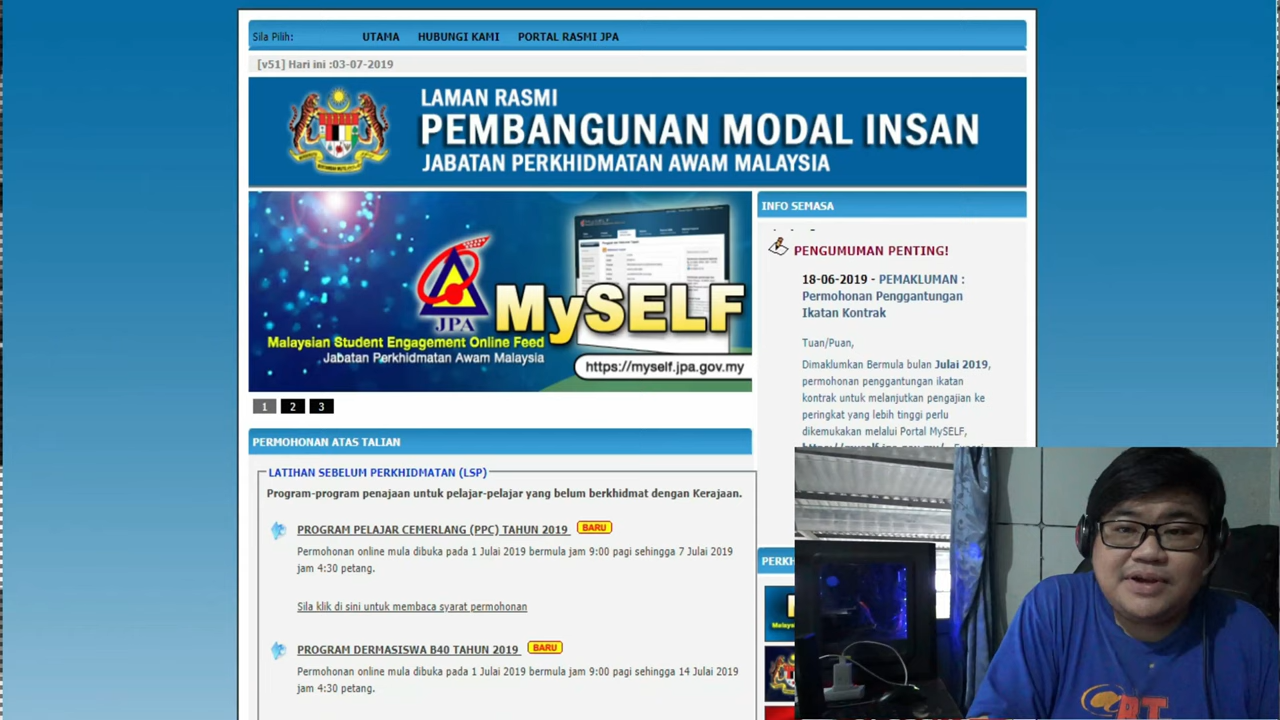 Sila Pilih:
UTAMA HUBUNGI KAMI PORTAL RASMI JPA
[v51] Hari ini :03-07-2019
LAMAN RASMI
PEMBANGUNAN MODAL INSAN
JABATAN PERKHIDMATAN AWAM MALAYSIA
JPA
MySELF
Malaysian Student Engagement Online Feed
Jabatan Perkhidmatan Awam Malaysia
https://myself.jpa.gov.my
1 2 3
INFO SEMASA
PENGUMUMAN PENTING!
18-06-2019 - PEMAKLUMAN :
Permohonan Penggantungan
Ikatan Kontrak
Tuan/Puan,
Dimaklumkan Bermula bulan Julai 2019,
permohonan penggantungan ikatan
kontrak untuk melanjutkan pengajian ke
peringkat yang lebih tinggi perlu
dikemukakan melalui Portal MySELF,
PERMOHONAN ATAS TALIAN
LATIHAN SEBELUM PERKHIDMATAN (LSP)
Program-program penajaan untuk pelajar-pelajar yang belum berkhidmat dengan Kerajaan.
PROGRAM PELAJAR CEMERLANG (PPC) TAHUN 2019 BARU
Permohonan online mula dibuka pada 1 Julai 2019 bermula jam 9:00 pagi sehingga 7 Julai 2019
jam 4:30 petang.
Sila klik di sini untuk membaca syarat permohonan
PROGRAM DERMASISWA B40 TAHUN 2019 BARU
Permohonan online mula dibuka pada 1 Julai 2019 bermula jam 9:00 pagi sehingga 14 Julai 2019
jam 4:30 petang.